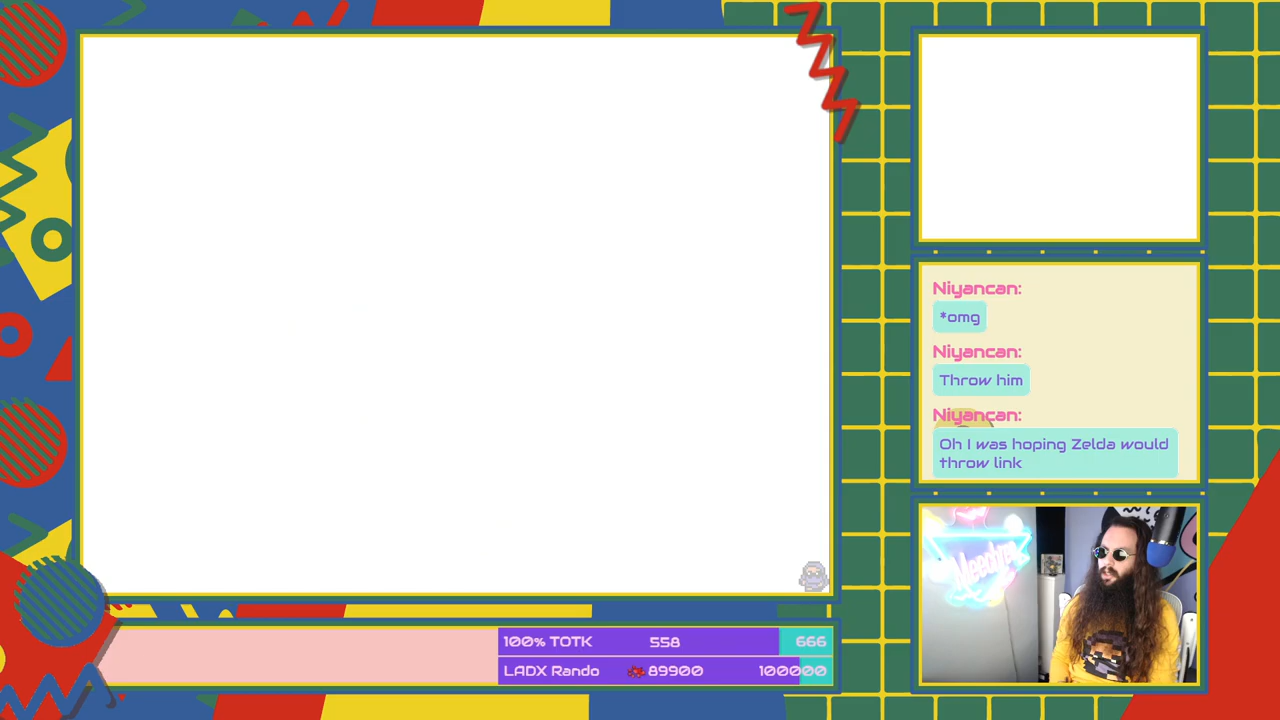 Niyancan:
*omg
Niyancan:
Throw him
Niyancan:
Oh I was hoping Zelda would
throw link
100% TOTK 558 666
LADX Rando 89900 100000